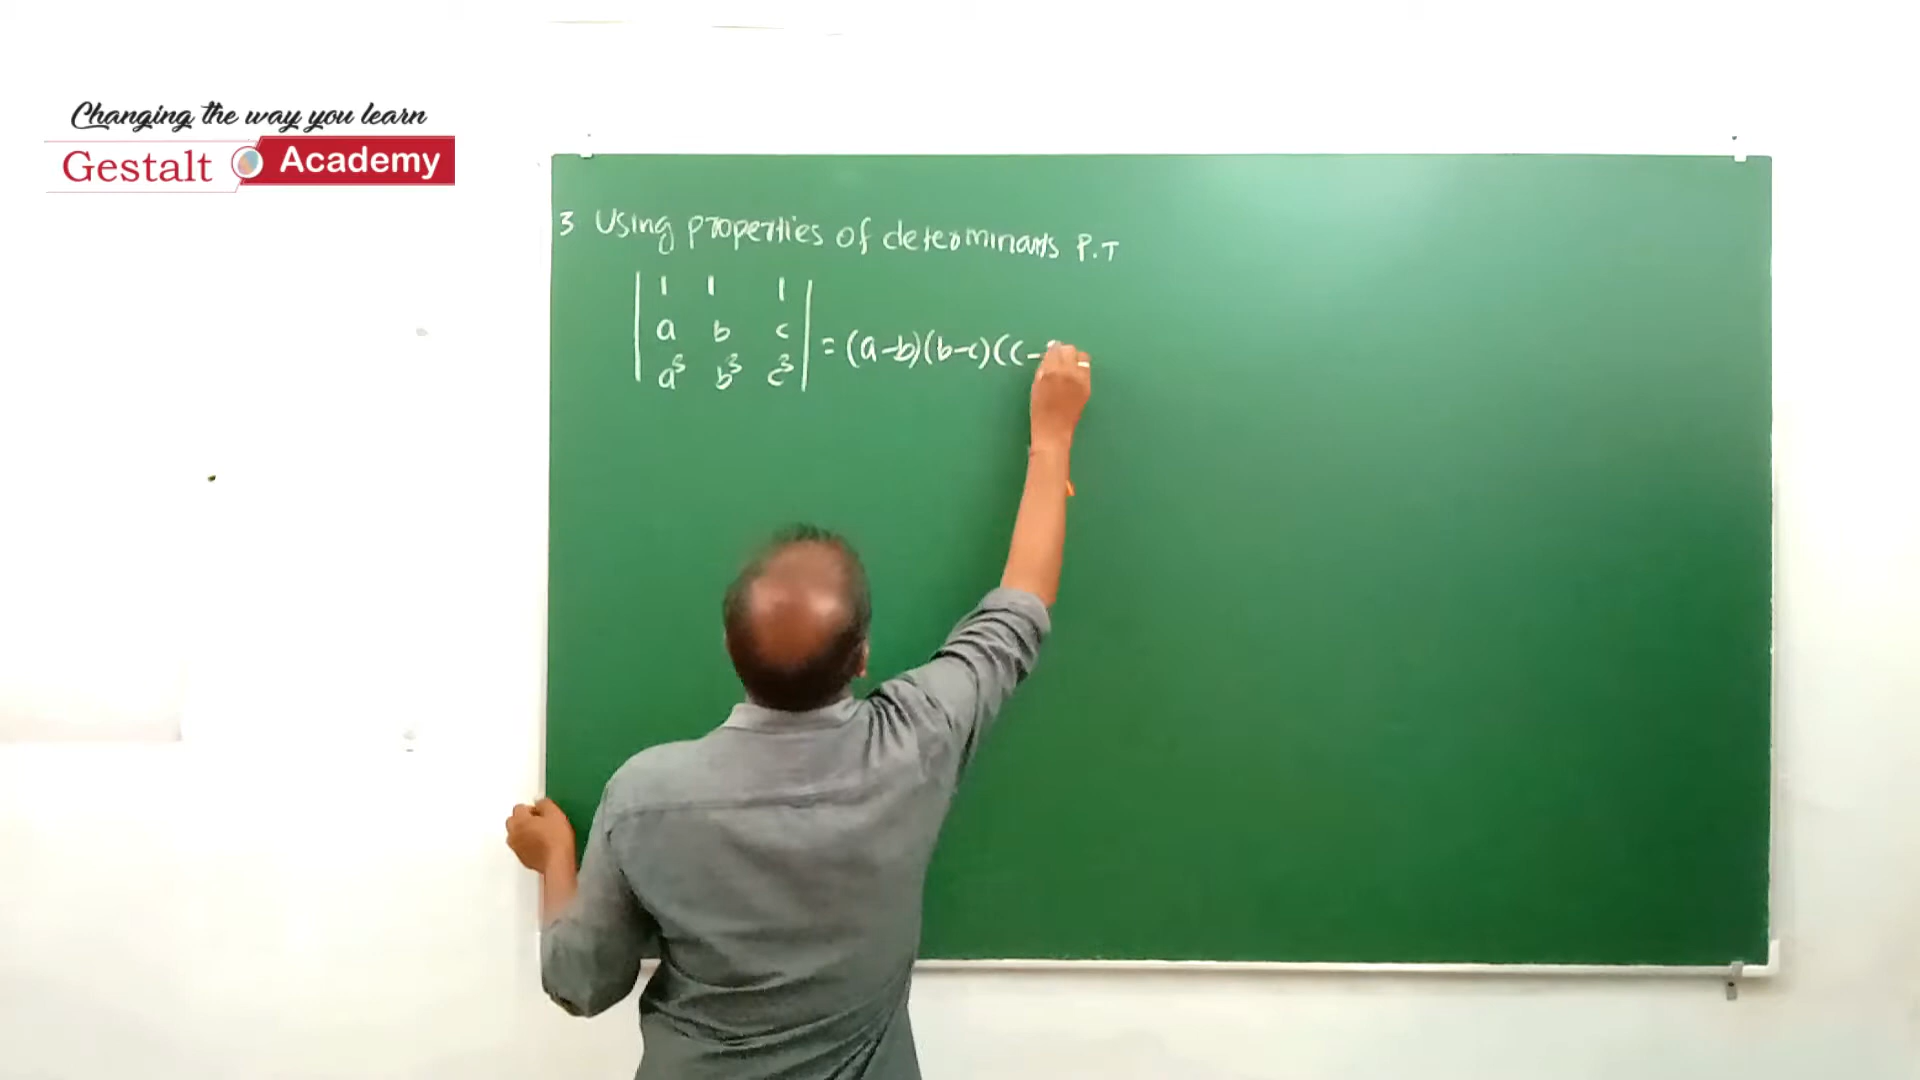 Changing the way you learn
Gestalt Academy
3 Using properties of determinants P.T
1 1 1
a b c = (a-b)(b-c)(c-
a³ b³ c³